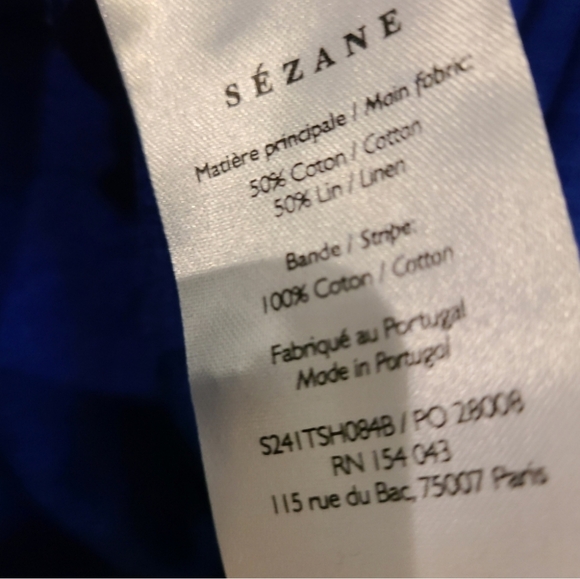 SÉZANE
Matière principale / Main fabric:
50% Coton / Cotton
50% Lin / Linen
Bande / Stripe:
100% Coton / Cotton
Fabriqué au Portugal
Made in Portugal
S241TSH084B / PO 28008
RN 154 043
115 rue du Bac, 75007 Paris